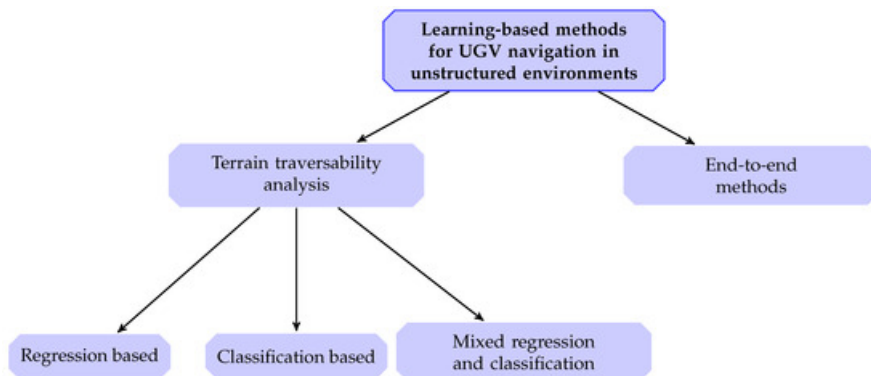 Learning-based methods
for UGV navigation in
unstructured environments
Terrain traversability
analysis
End-to-end
methods
Regression based
Classification based
Mixed regression
and classification